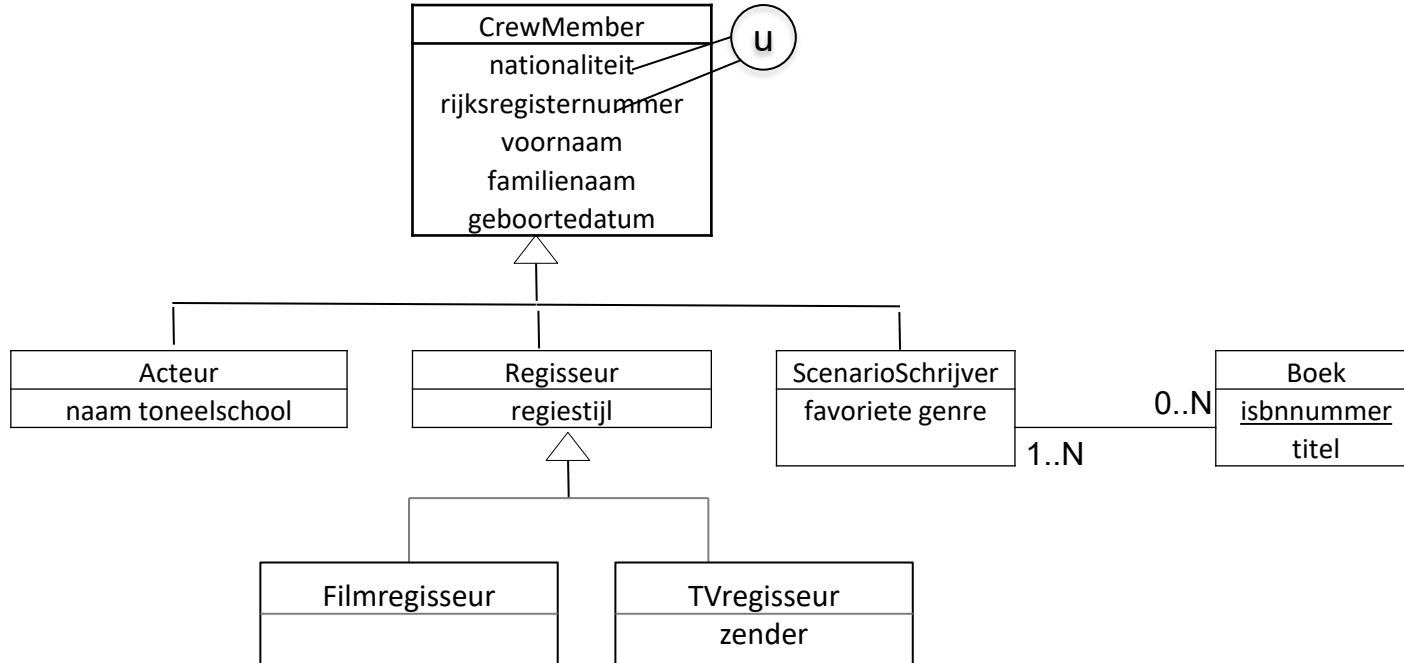 CrewMember
u
nationaliteit
rijksregisternummer
voornaam
familienaam
geboortedatum
Acteur
naam toneelschool
Regisseur
regiestijl
ScenarioSchrijver
favoriete genre
1..N
0..N
Boek
isbnnummer
titel
Filmregisseur
TVregisseur
zender